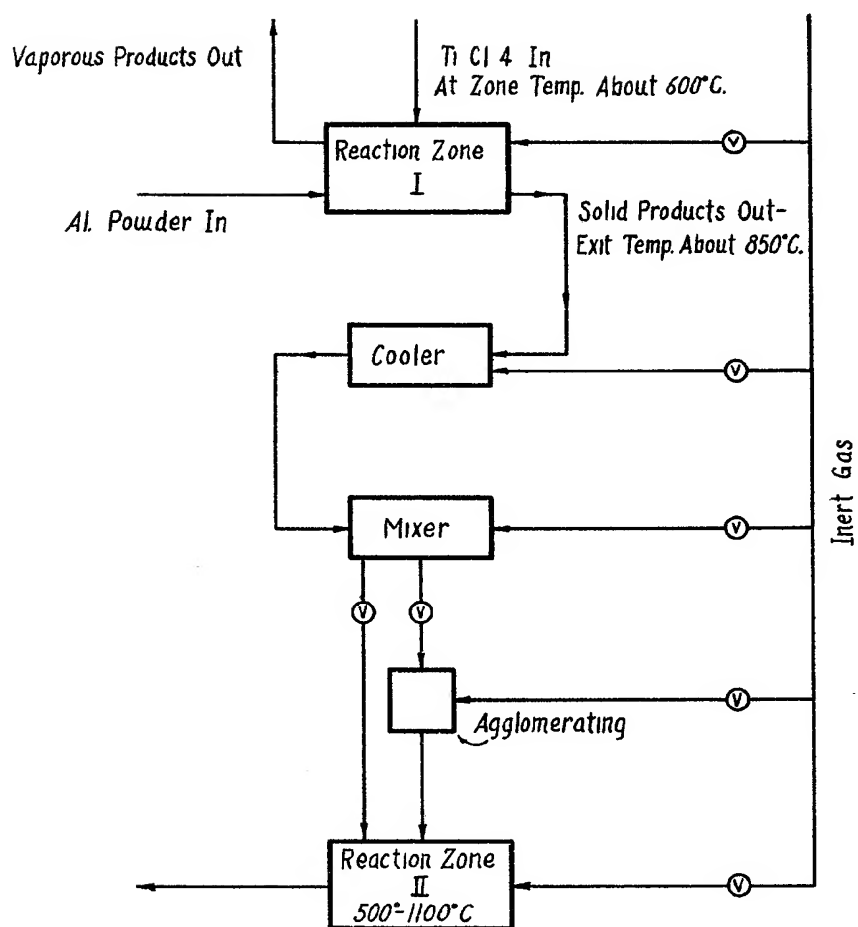 Vaporous Products Out
Ti Cl 4 In
At Zone Temp. About 600°C.
Reaction Zone
I
V
Al. Powder In
Solid Products Out-
Exit Temp. About 850°C.
Cooler
V
Inert Gas
Mixer
V
V
V
V
Agglomerating
Reaction Zone
II
500°-1100°C
V